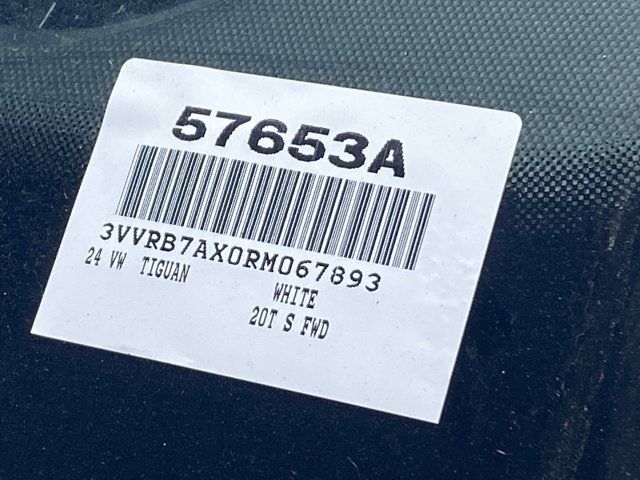 57653A
3VVRB7AX0RM067893
24 VW TIGUAN
WHITE
20T S FWD